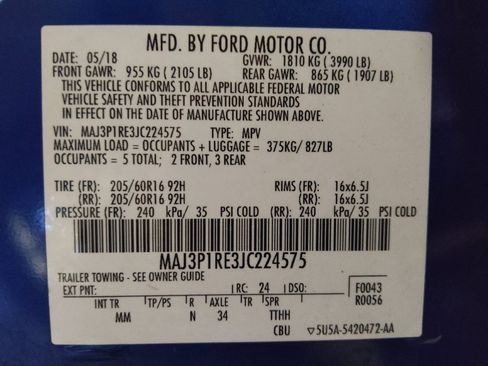 MFD. BY FORD MOTOR CO.
DATE: 05/18 GVWR: 1810 KG (3990 LB)
FRONT GAWR: 955 KG (2105 LB) REAR GAWR: 865 KG (1907 LB)
THIS VEHICLE CONFORMS TO ALL APPLICABLE FEDERAL MOTOR
VEHICLE SAFETY AND THEFT PREVENTION STANDARDS
IN EFFECT ON THE DATE OF MANUFACTURE SHOWN ABOVE.
VIN: MAJ3P1RE3JC224575 TYPE: MPV
MAXIMUM LOAD = OCCUPANTS + LUGGAGE = 375KG/827LB
OCCUPANTS = 5 TOTAL; 2 FRONT, 3 REAR
TIRE (FR): 205/60R16 92H RIMS (FR): 16x6.5J
(RR): 205/60R16 92H (RR): 16x6.5J
PRESSURE (FR): 240 kPa/ 35 PSI COLD (RR): 240 kPa/ 35 PSI COLD
MAJ3P1RE3JC224575
TRAILER TOWING - SEE OWNER GUIDE
EXT PNT: RC: 24 DSO: F0043
INT TR TP/PS R AXLE TR SPR R0056
MM N 34 TTHH
CBU ▽5U5A-5420472-AA